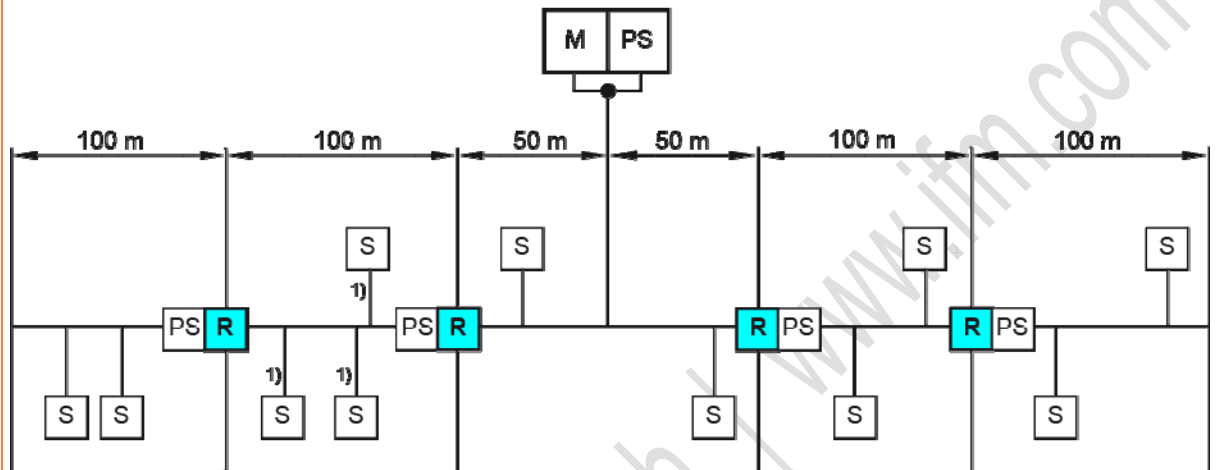 M PS
100 m 100 m 50 m 50 m 100 m 100 m
S S S S
1)
PS R PS R R PS R PS
1) 1)
S S S S S S S
h | www.ifm.com